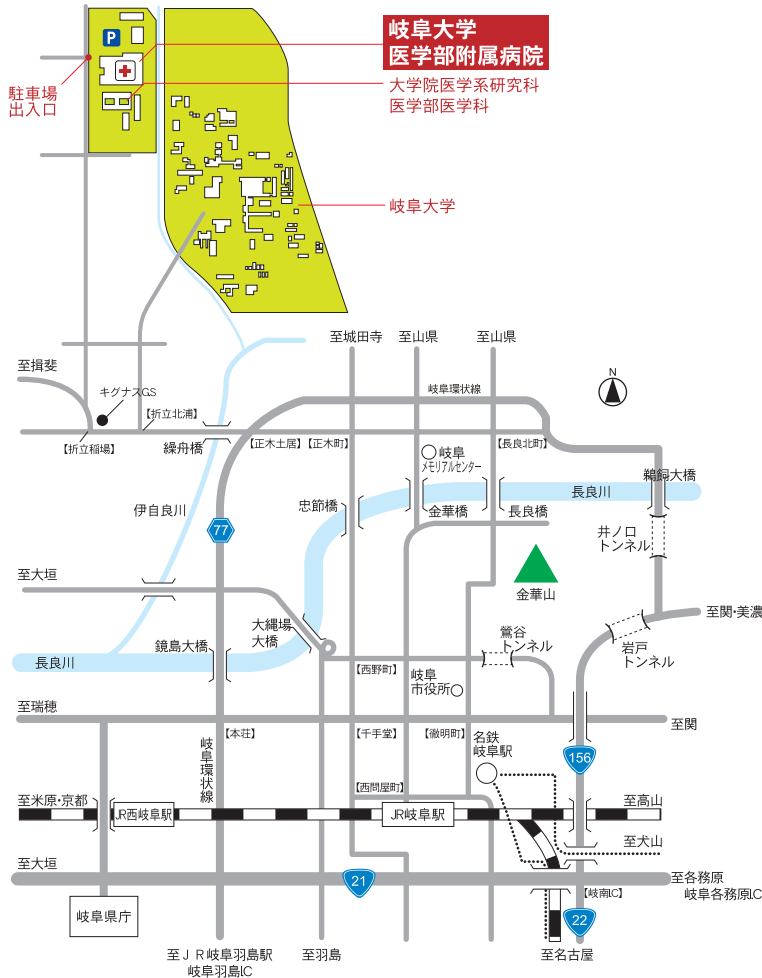 P
岐阜大学
医学部附属病院
大学院医学系研究科
医学部医学科
駐車場
出入口
岐阜大学
至城田寺
至山県
至山県
至揖斐
キグナスGS
岐阜環状線
N
【折立北浦】
【折立稲場】
繰舟橋
【正木土居】
【正木町】
【長良北町】
岐阜
メモリアルセンター
鵜飼大橋
長良川
伊自良川
忠節橋
金華橋
長良橋
77
井ノ口
トンネル
至大垣
金華山
大縄場
大橋
至関・美濃
鶯谷
トンネル
岩戸
トンネル
鏡島大橋
長良川
【西野町】
岐阜
市役所
至瑞穂
至関
【本荘】
【千手堂】
【徹明町】
名鉄
岐阜駅
岐阜環状線
156
【西問屋町】
至米原・京都
至高山
JR西岐阜駅
JR岐阜駅
至犬山
至大垣
21
至各務原
岐阜各務原I.C
【岐南I.C】
岐阜県庁
22
至ＪＲ岐阜羽島駅
岐阜羽島IC
至羽島
至名古屋